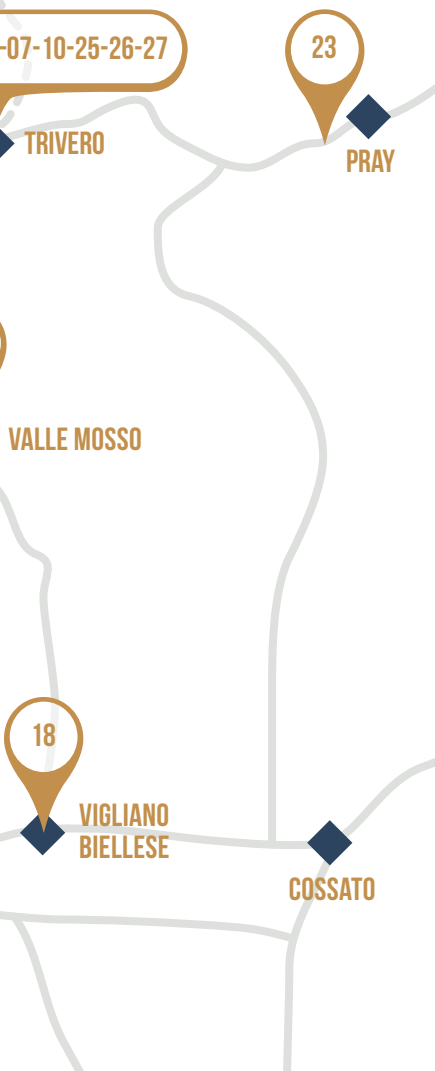 -07-10-25-26-27
23
TRIVERO
PRAY
VALLE MOSSO
18
VIGLIANO
BIELLESE
COSSATO